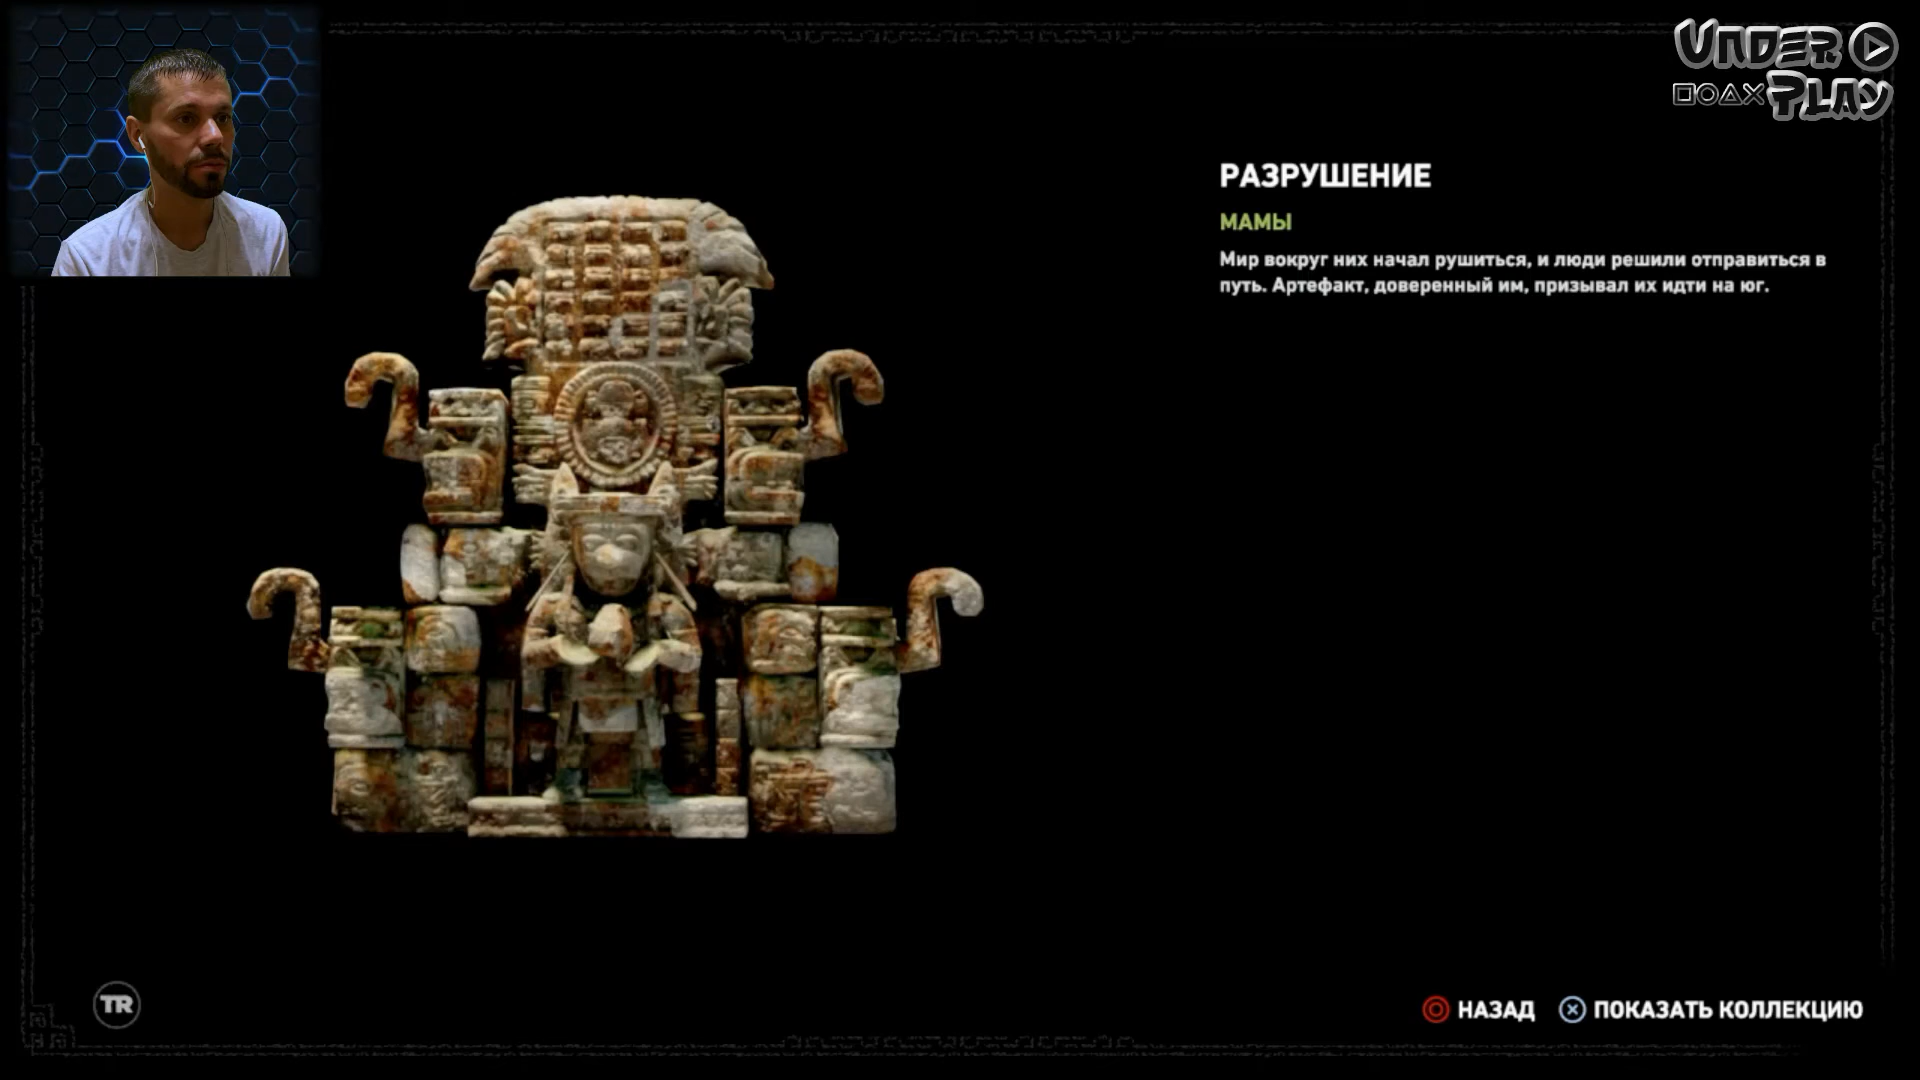 UNDER
PLAY
РАЗРУШЕНИЕ
МАМЫ
Мир вокруг них начал рушиться, и люди решили отправиться в
путь. Артефакт, доверенный им, призывал их идти на юг.
TR
НАЗАД
ПОКАЗАТЬ КОЛЛЕКЦИЮ